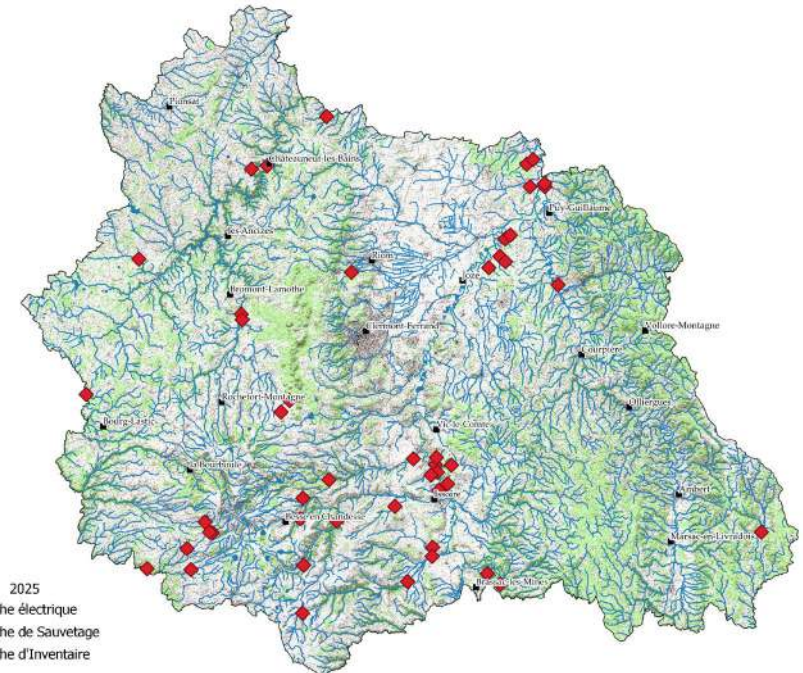 Pionsat
Châteauneuf-les-Bains
Puy-Guillaume
Les Ancizes
Riom
Joze
Bromont-Lamothe
Clermont-Ferrand
Vollore-Montagne
Courpière
Rochefort-Montagne
Olliergues
Bourg-Lastic
Vic-le-Comte
La Bourboule
Issoire
Ambert
Besse-en-Chandesse
Marsac-en-Livradois
Brassac-les-Mines
2025
he électrique
he de Sauvetage
he d'Inventaire